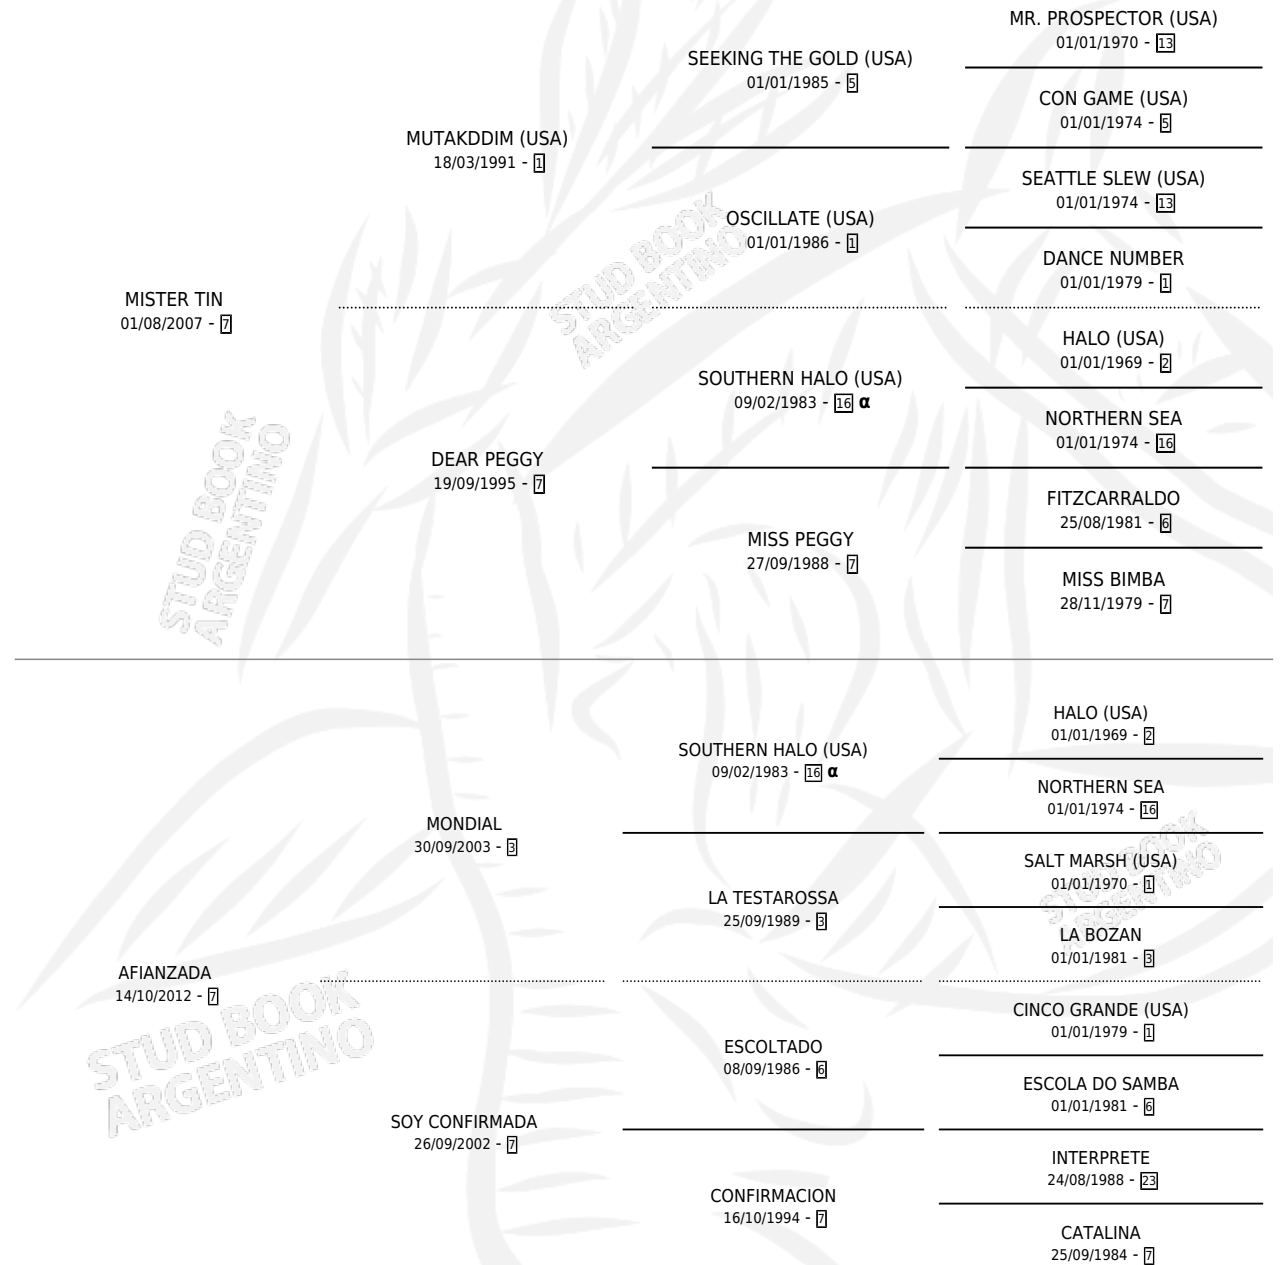 MR. PROSPECTOR (USA)
01/01/1970 - 13
SEEKING THE GOLD (USA)
01/01/1985 - 5
CON GAME (USA)
01/01/1974 - 5
MUTAKDDIM (USA)
18/03/1991 - 1
SEATTLE SLEW (USA)
01/01/1974 - 13
OSCILLATE (USA)
01/01/1986 - 1
DANCE NUMBER
01/01/1979 - 1
MISTER TIN
01/08/2007 - 7
HALO (USA)
01/01/1969 - 2
SOUTHERN HALO (USA)
09/02/1983 - 16 α
NORTHERN SEA
01/01/1974 - 16
DEAR PEGGY
19/09/1995 - 7
FITZCARRALDO
25/08/1981 - 6
MISS PEGGY
27/09/1988 - 7
MISS BIMBA
28/11/1979 - 7
HALO (USA)
01/01/1969 - 2
SOUTHERN HALO (USA)
09/02/1983 - 16 α
NORTHERN SEA
01/01/1974 - 16
MONDIAL
30/09/2003 - 3
SALT MARSH (USA)
01/01/1970 - 1
LA TESTAROSSA
25/09/1989 - 3
LA BOZAN
01/01/1981 - 3
AFIANZADA
14/10/2012 - 7
CINCO GRANDE (USA)
01/01/1979 - 1
ESCOLTADO
08/09/1986 - 6
ESCOLA DO SAMBA
01/01/1981 - 6
SOY CONFIRMADA
26/09/2002 - 7
INTERPRETE
24/08/1988 - 23
CONFIRMACION
16/10/1994 - 7
CATALINA
25/09/1984 - 7
STUD BOOK
ARGENTINO
STUD BOOK
ARGENTINO
STUD BOOK
ARGENTINO
STUD BOOK
ARGENTINO